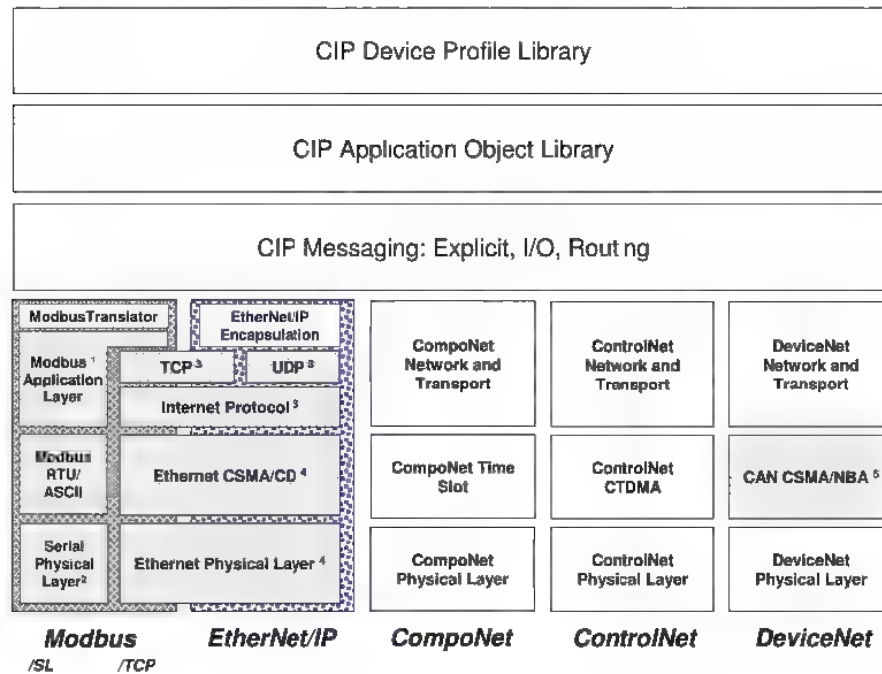 CIP Device Profile Library
CIP Application Object Library
CIP Messaging: Explicit, I/O, Routing
ModbusTranslator
Modbus ¹
Application
Layer
Modbus
RTU/
ASCII
Serial
Physical
Layer²
EtherNet/IP
Encapsulation
TCP ³
UDP ³
Internet Protocol ³
Ethernet CSMA/CD ⁴
Ethernet Physical Layer ⁴
CompoNet
Network and
Transport
CompoNet Time
Slot
CompoNet
Physical Layer
ControlNet
Network and
Transport
ControlNet
CTDMA
ControlNet
Physical Layer
DeviceNet
Network and
Transport
CAN CSMA/NBA ⁵
DeviceNet
Physical Layer
Modbus
/SL /TCP
EtherNet/IP
CompoNet
ControlNet
DeviceNet